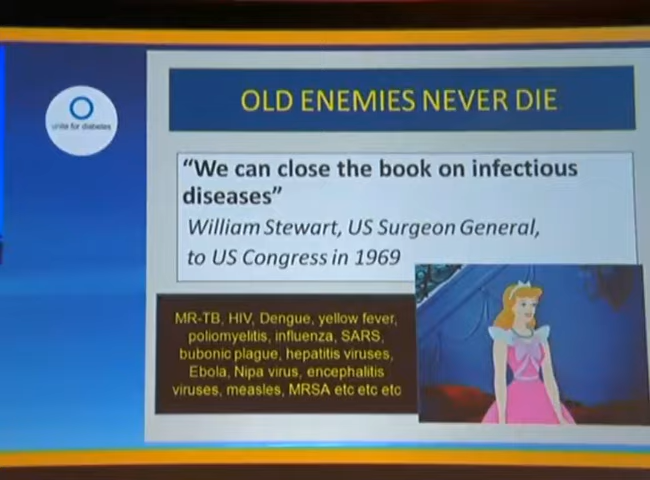 unite for diabetes
OLD ENEMIES NEVER DIE
“We can close the book on infectious
diseases”
William Stewart, US Surgeon General,
to US Congress in 1969
MR-TB, HIV, Dengue, yellow fever,
poliomyelitis, influenza, SARS,
bubonic plague, hepatitis viruses,
Ebola, Nipa virus, encephalitis
viruses, measles, MRSA etc etc etc